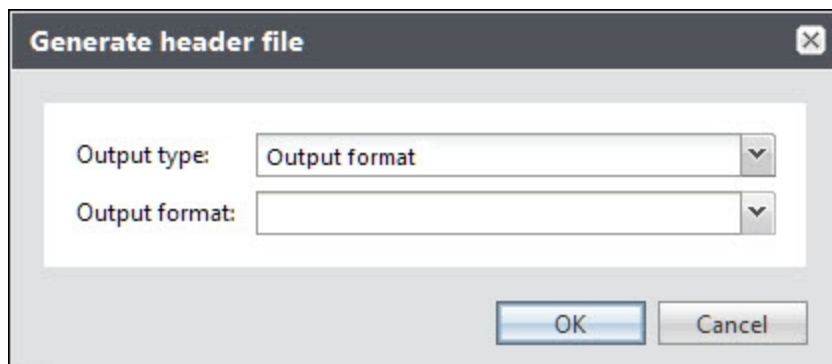 Generate header file
Output type: Output format
Output format:
OK Cancel